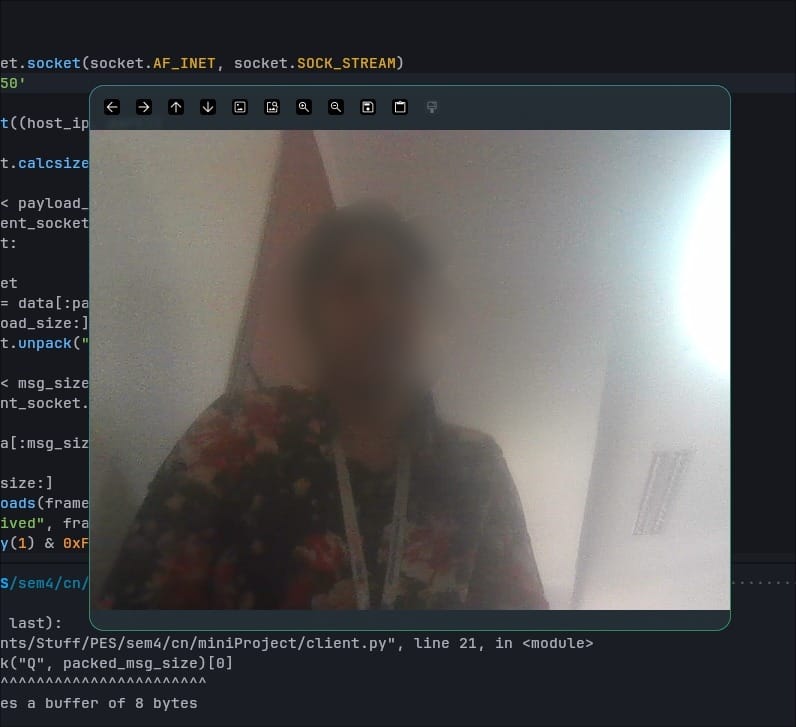 et.socket(socket.AF_INET, socket.SOCK_STREAM)
50'
t((host_ip
t.calcsize
< payload_
ent_socket
t:
et
= data[:pa
oad_size:]
t.unpack("
< msg_size
nt_socket.
a[:msg_siz
size:]
oads(frame
ived", fra
y(1) & 0xF
S/sem4/cn/
last):
nts/Stuff/PES/sem4/cn/miniProject/client.py", line 21, in <module>
k("Q", packed_msg_size)[0]
^^^^^^^^^^^^^^^^^^^^^^^^
es a buffer of 8 bytes